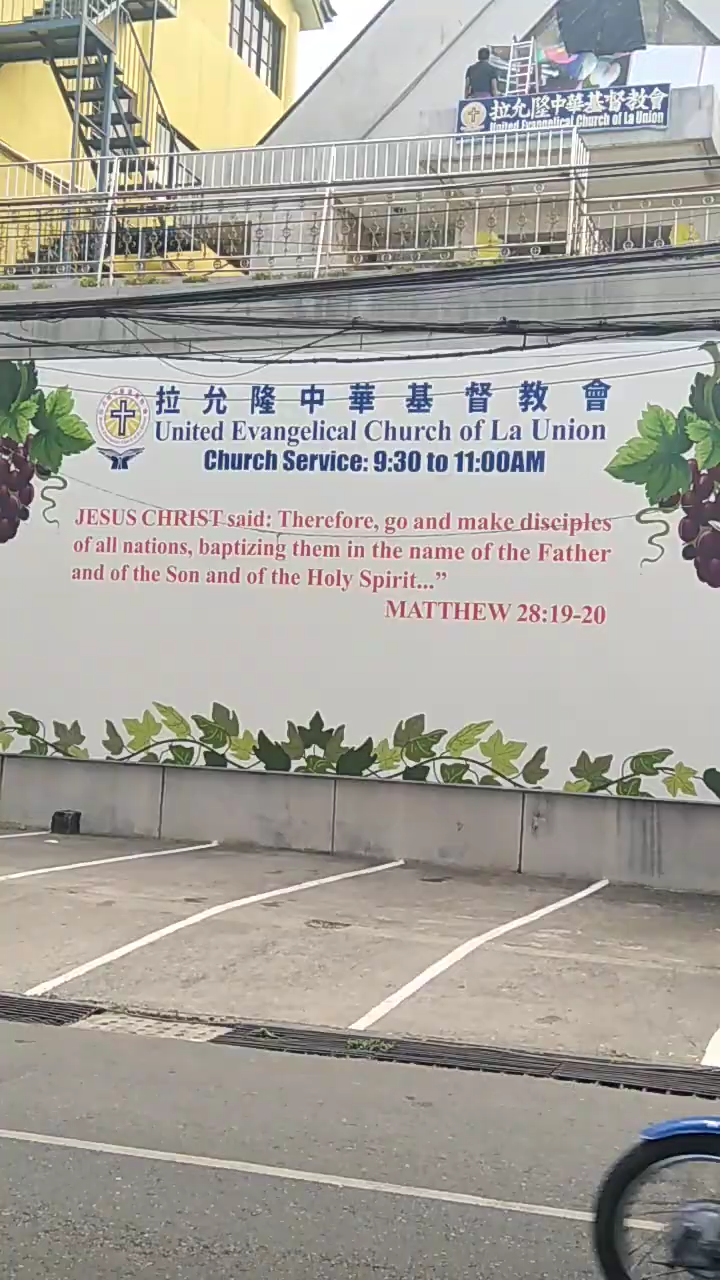 拉允隆中華基督教會
United Evangelical Church of La Union
拉允隆中華基督教會
United Evangelical Church of La Union
Church Service: 9:30 to 11:00AM
JESUS CHRIST said: Therefore, go and make disciples
of all nations, baptizing them in the name of the Father
and of the Son and of the Holy Spirit..."
MATTHEW 28:19-20